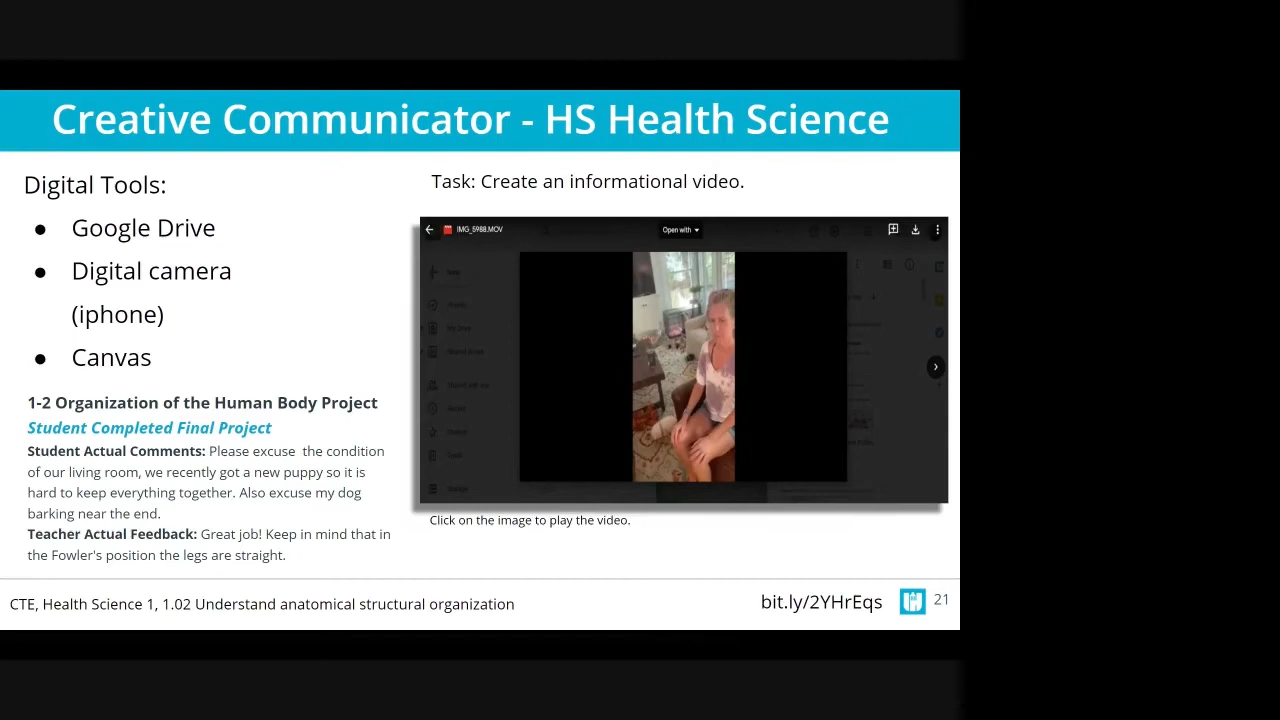 Creative Communicator - HS Health Science
Digital Tools:
● Google Drive
● Digital camera
(iphone)
● Canvas
1-2 Organization of the Human Body Project
Student Completed Final Project
Student Actual Comments: Please excuse the condition
of our living room, we recently got a new puppy so it is
hard to keep everything together. Also excuse my dog
barking near the end.
Teacher Actual Feedback: Great job! Keep in mind that in
the Fowler's position the legs are straight.
Task: Create an informational video.
IMG_5988.MOV
Open with
Click on the image to play the video.
CTE, Health Science 1, 1.02 Understand anatomical structural organization
bit.ly/2YHrEqs
21